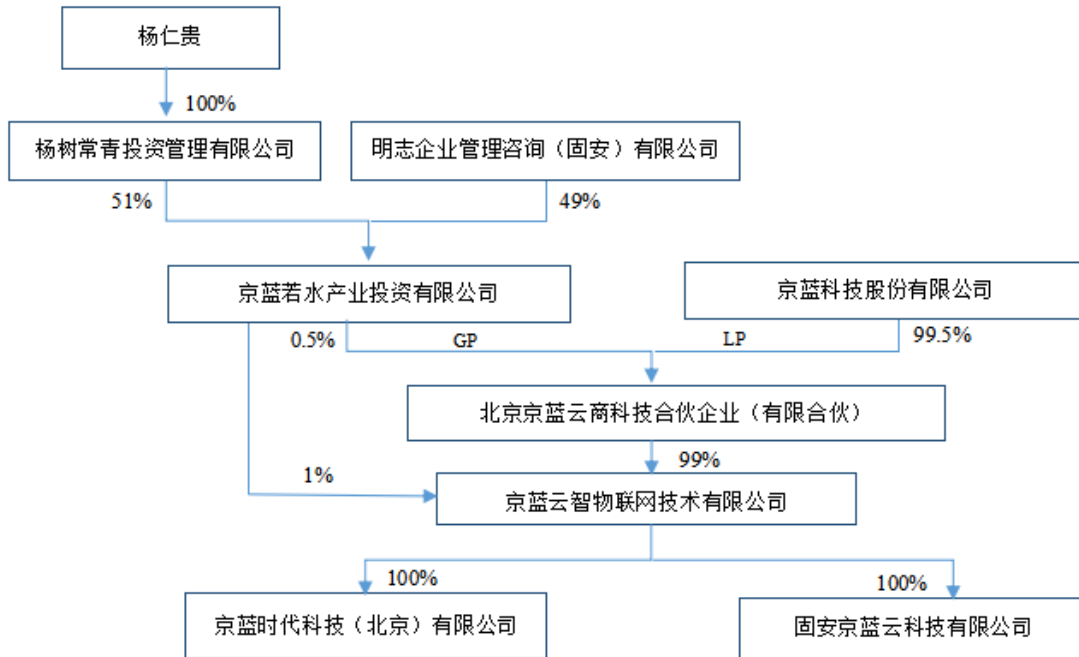 杨仁贵
100%
杨树常青投资管理有限公司
明志企业管理咨询（固安）有限公司
51%
49%
京蓝若水产业投资有限公司
京蓝科技股份有限公司
0.5%
GP
LP
99.5%
北京京蓝云商科技合伙企业（有限合伙）
99%
1%
京蓝云智物联网技术有限公司
100%
100%
京蓝时代科技（北京）有限公司
固安京蓝云科技有限公司